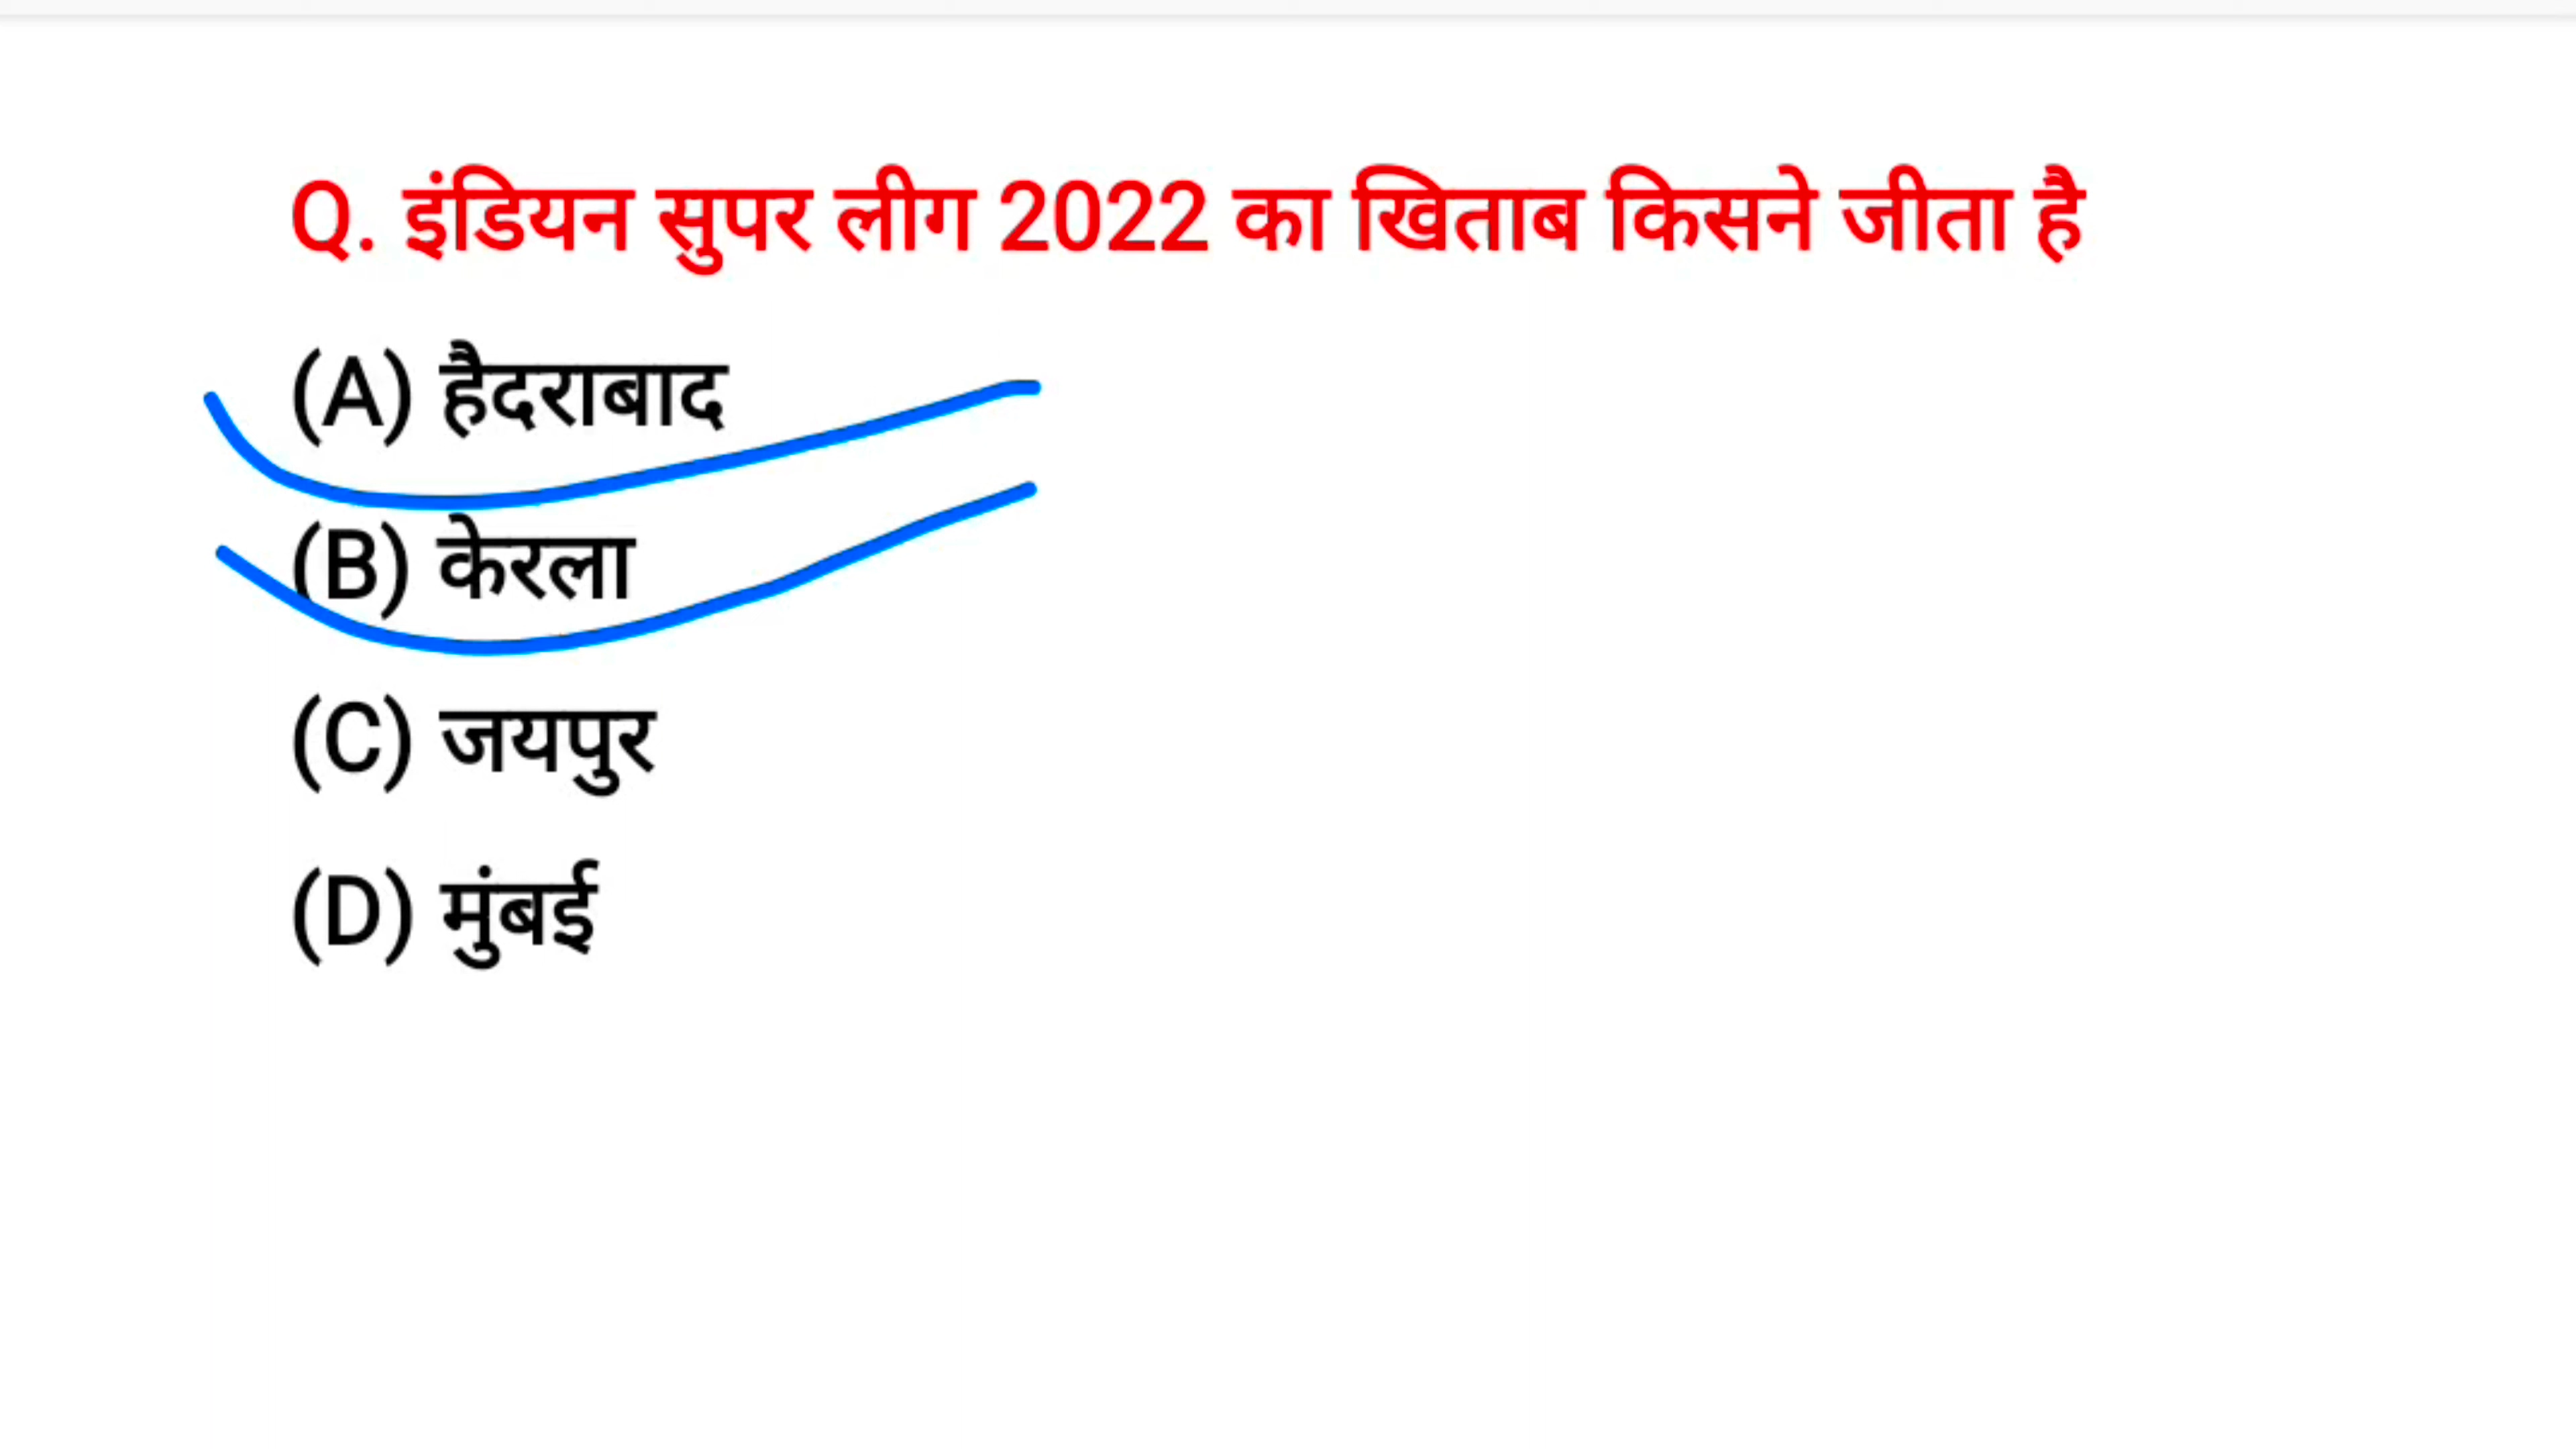 Q. इंडियन सुपर लीग 2022 का खिताब किसने जीता है
(A) हैदराबाद
(B) केरला
(C) जयपुर
(D) मुंबई